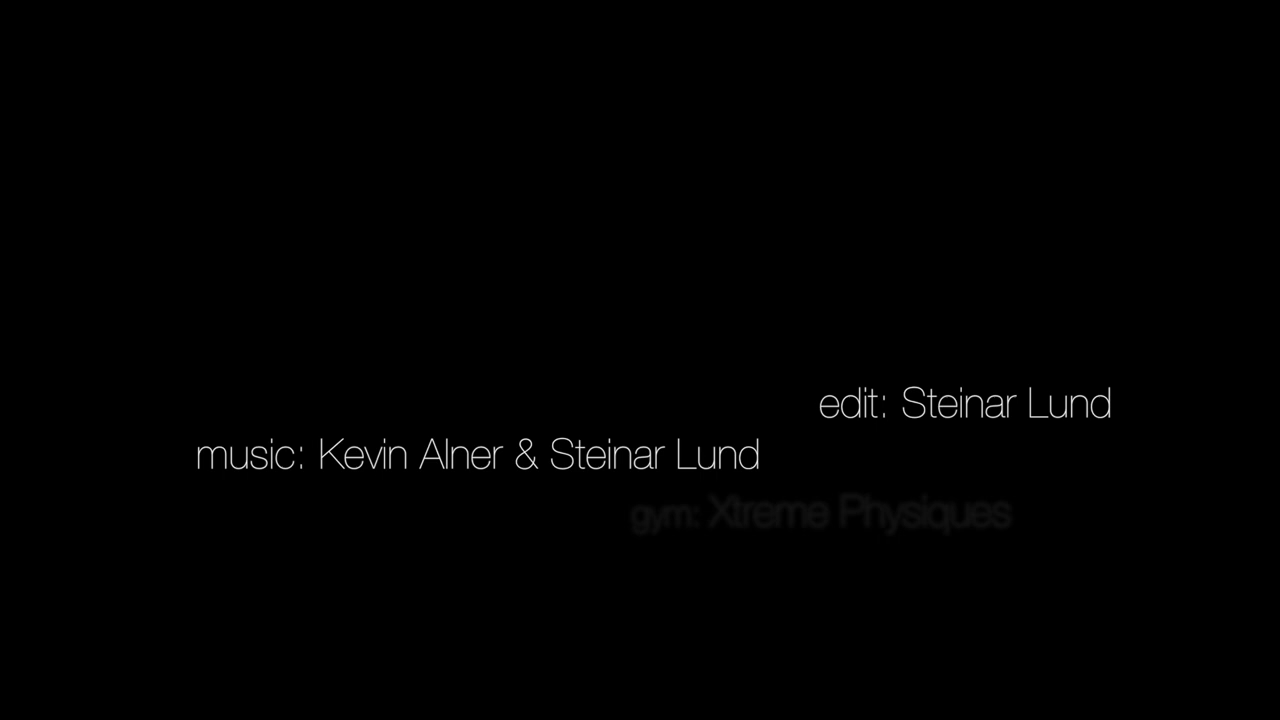 edit: Steinar Lund
music: Kevin Alner & Steinar Lund
gym: Xtreme Physiques